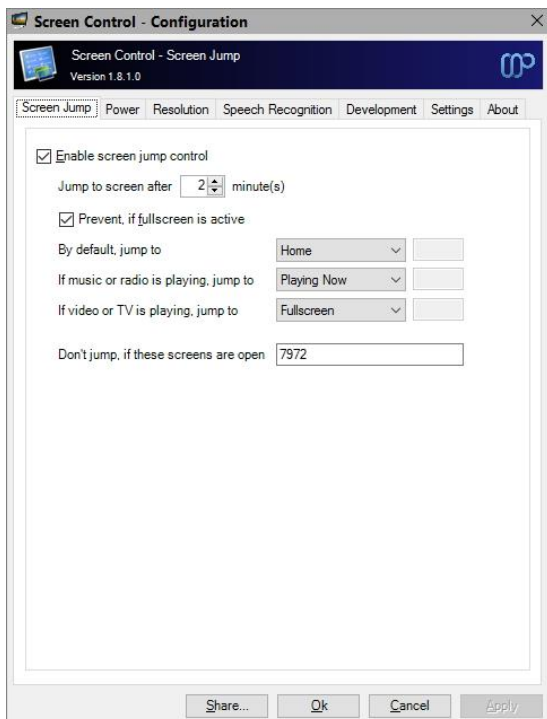 Screen Control - Configuration
Screen Control - Screen Jump
Version 1.8.1.0
Screen Jump Power Resolution Speech Recognition Development Settings About
Enable screen jump control
Jump to screen after 2 minute(s)
Prevent, if fullscreen is active
By default, jump to Home
If music or radio is playing, jump to Playing Now
If video or TV is playing, jump to Fullscreen
Don't jump, if these screens are open 7972
Share... Ok Cancel Apply